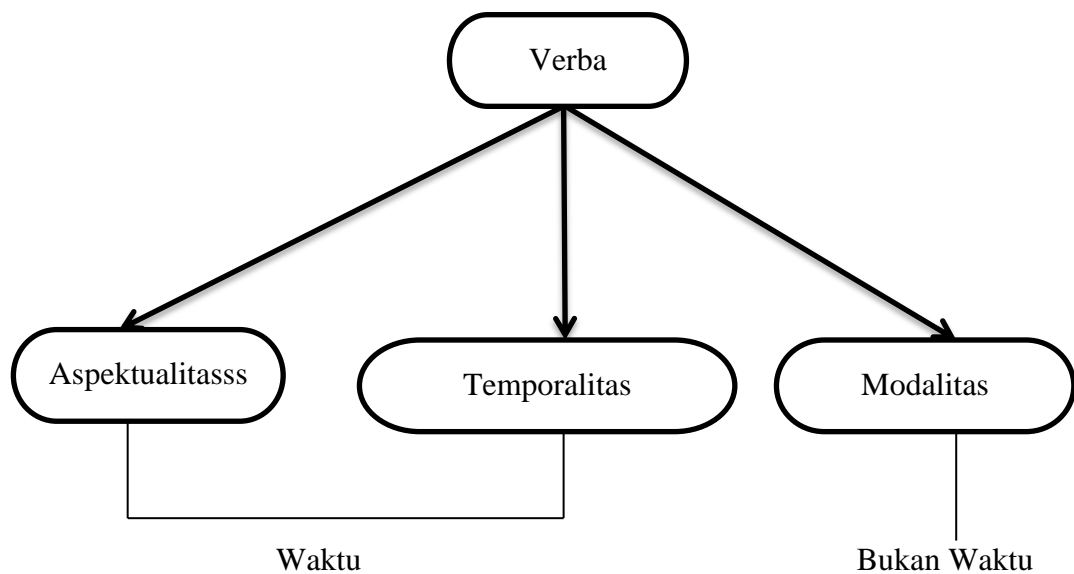 Verba
Aspektualitasss
Temporalitas
Modalitas
Waktu
Bukan Waktu